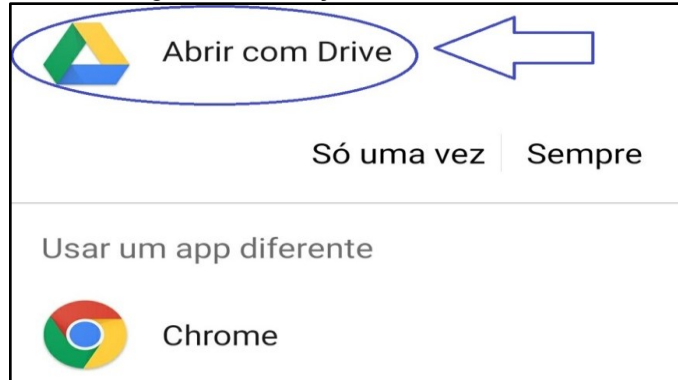 Abrir com Drive
Só uma vez Sempre
Usar um app diferente
Chrome